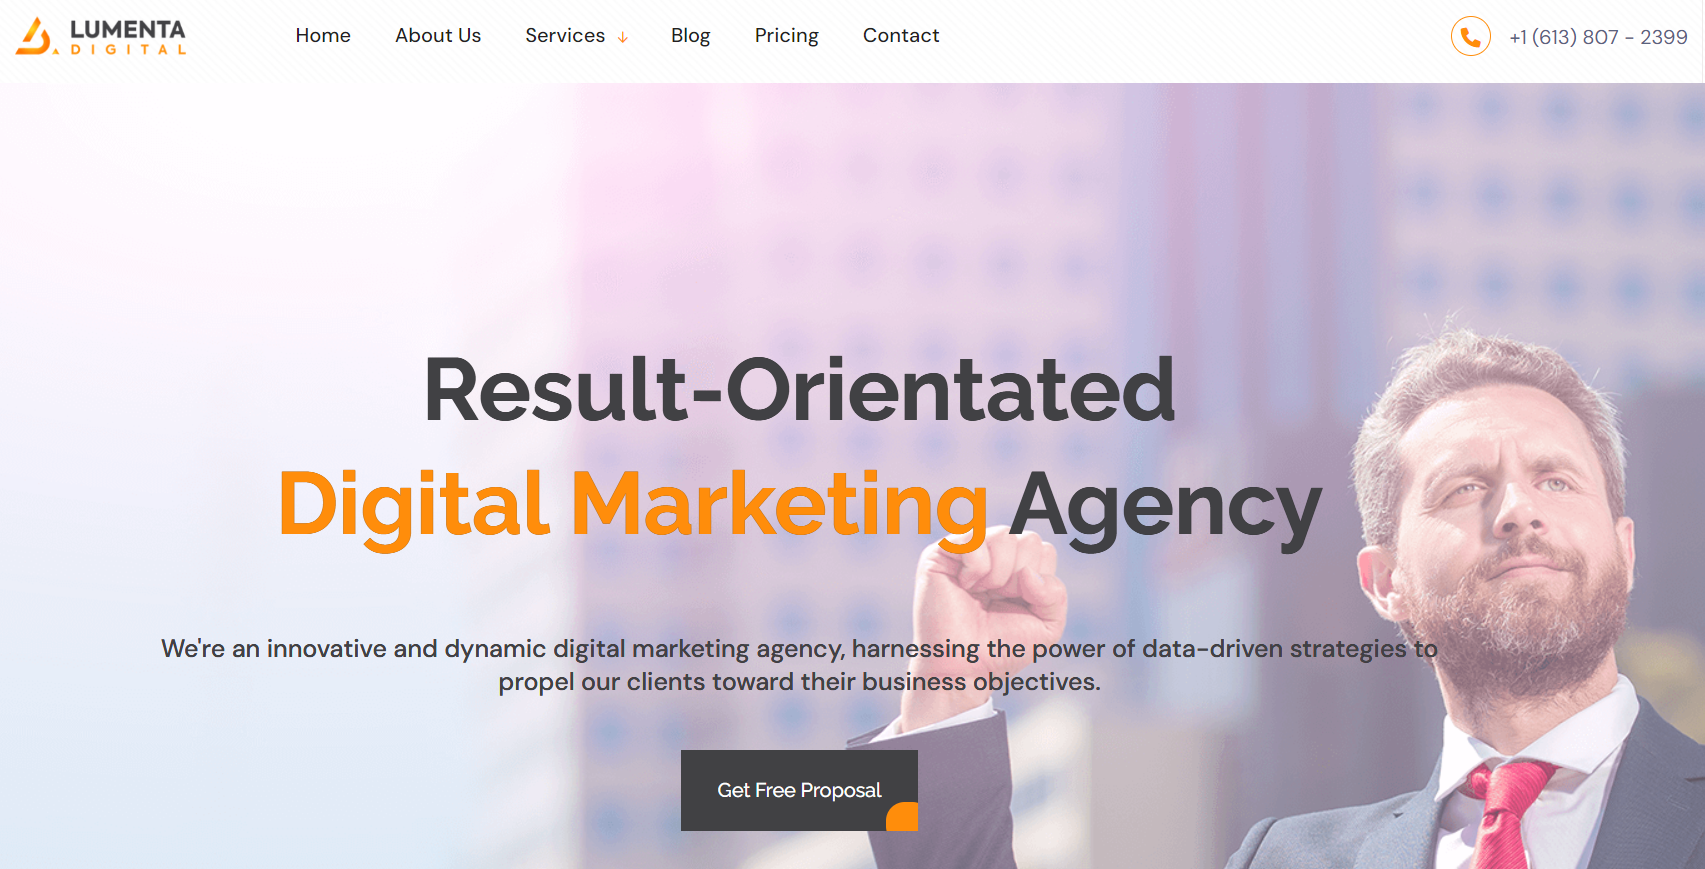 LUMENTA
DIGITAL
Home About Us Services Blog Pricing Contact
+1 (613) 807 - 2399
Result-Orientated
Digital Marketing Agency
We're an innovative and dynamic digital marketing agency, harnessing the power of data-driven strategies to
propel our clients toward their business objectives.
Get Free Proposal